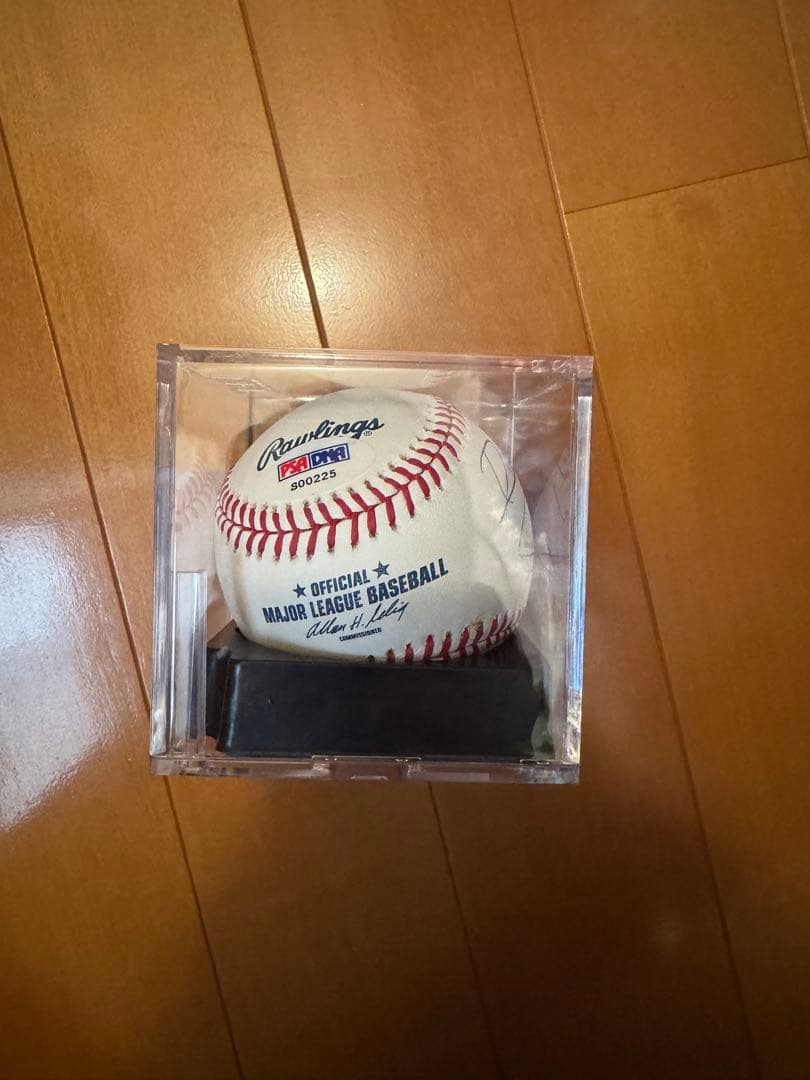 Rawlings®
PSA DNA
S00225
★ OFFICIAL ★
MAJOR LEAGUE BASEBALL
Allan H. Selig
COMMISSIONER